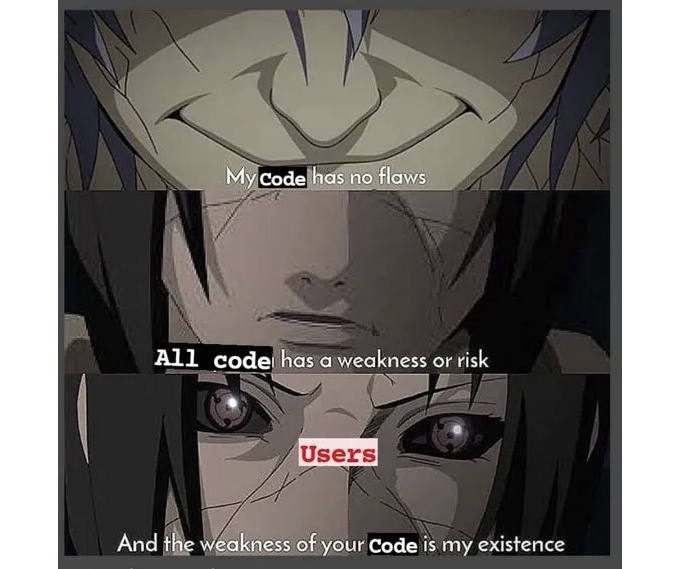 My Code has no flaws
All code has a weakness or risk
Users
And the weakness of your Code is my existence